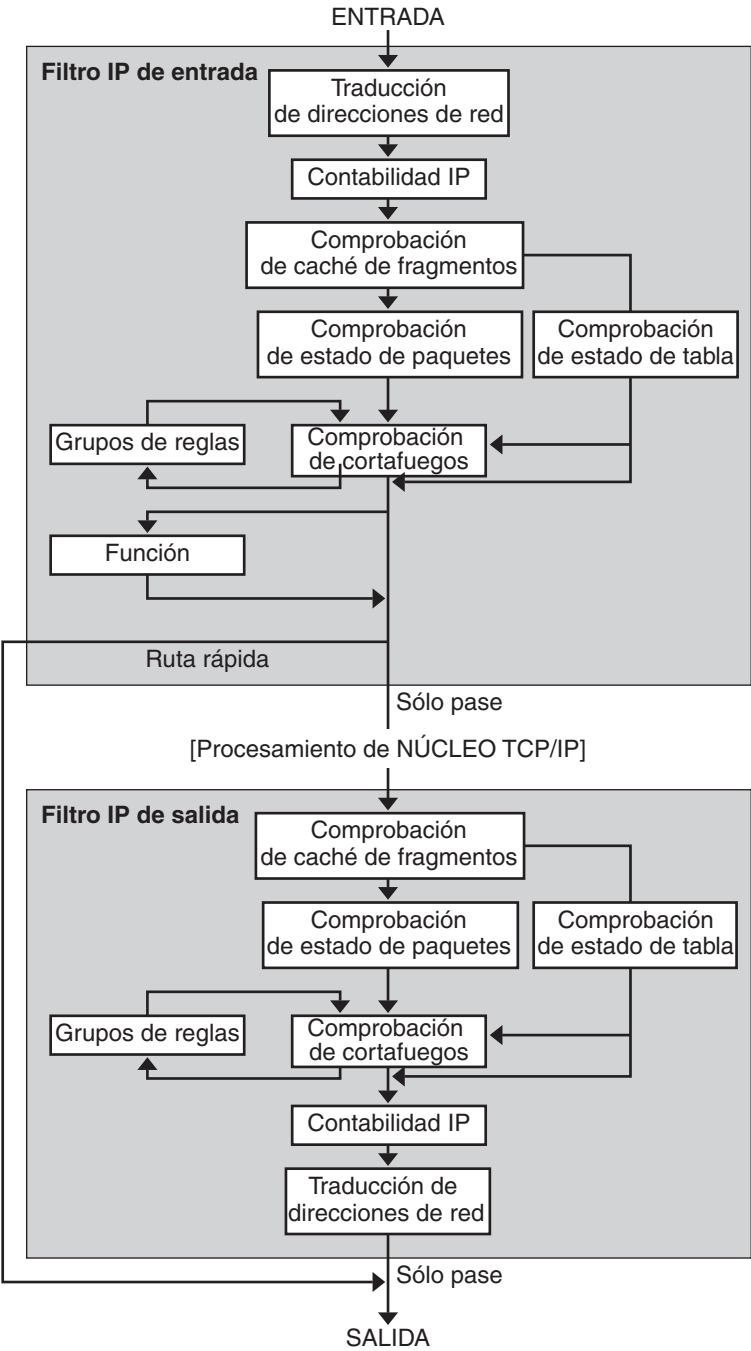 ENTRADA
Filtro IP de entrada
Traducción
de direcciones de red
Contabilidad IP
Comprobación
de caché de fragmentos
Comprobación
de estado de paquetes
Comprobación
de estado de tabla
Grupos de reglas
Comprobación
de cortafuegos
Función
Ruta rápida
Sólo pase
[Procesamiento de NÚCLEO TCP/IP]
Filtro IP de salida
Comprobación
de caché de fragmentos
Comprobación
de estado de paquetes
Comprobación
de estado de tabla
Grupos de reglas
Comprobación
de cortafuegos
Contabilidad IP
Traducción de
direcciones de red
Sólo pase
SALIDA